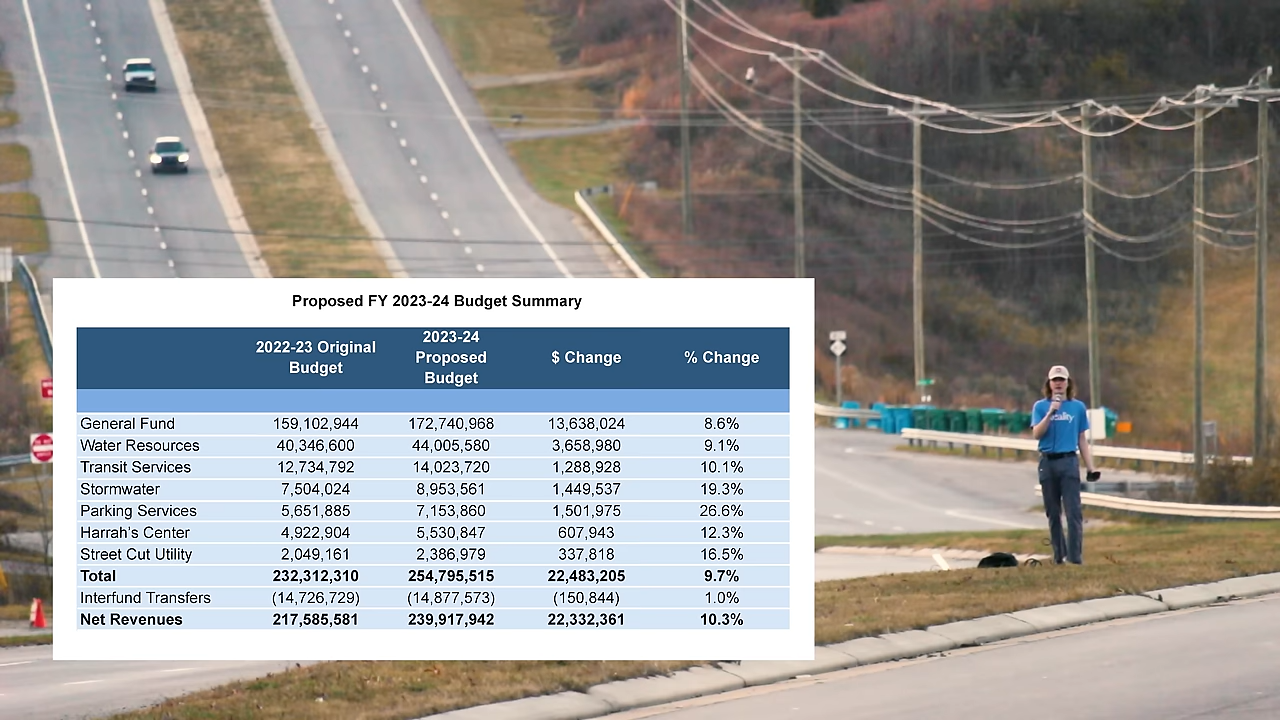 Proposed FY 2023-24 Budget Summary
2022-23 Original Budget 2023-24 Proposed Budget $ Change % Change
General Fund 159,102,944 172,740,968 13,638,024 8.6%
Water Resources 40,346,600 44,005,580 3,658,980 9.1%
Transit Services 12,734,792 14,023,720 1,288,928 10.1%
Stormwater 7,504,024 8,953,561 1,449,537 19.3%
Parking Services 5,651,885 7,153,860 1,501,975 26.6%
Harrah's Center 4,922,904 5,530,847 607,943 12.3%
Street Cut Utility 2,049,161 2,386,979 337,818 16.5%
Total 232,312,310 254,795,515 22,483,205 9.7%
Interfund Transfers (14,726,729) (14,877,573) (150,844) 1.0%
Net Revenues 217,585,581 239,917,942 22,332,361 10.3%